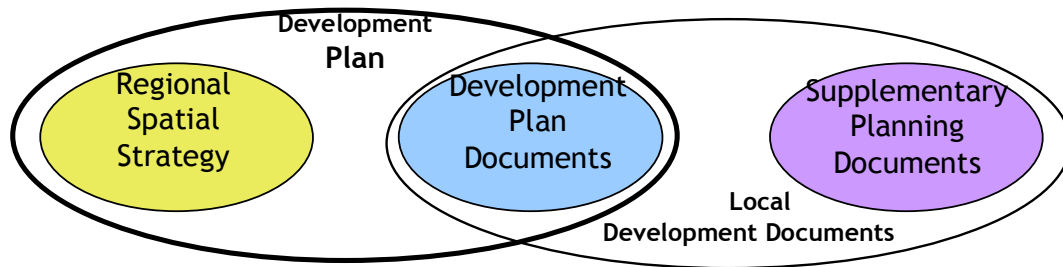 Development
Plan
Regional
Spatial
Strategy
Development
Plan
Documents
Supplementary
Planning
Documents
Local
Development Documents